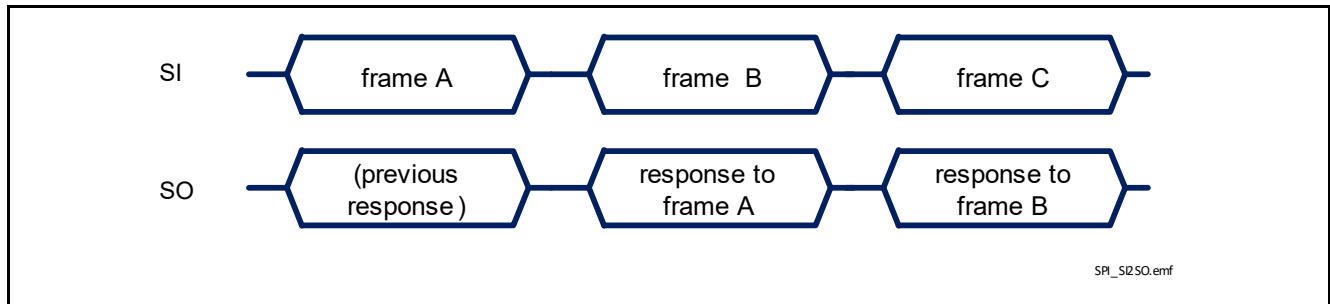 SI frame A frame B frame C
SO (previous response) response to frame A response to frame B
SPI_SI2SO.emf